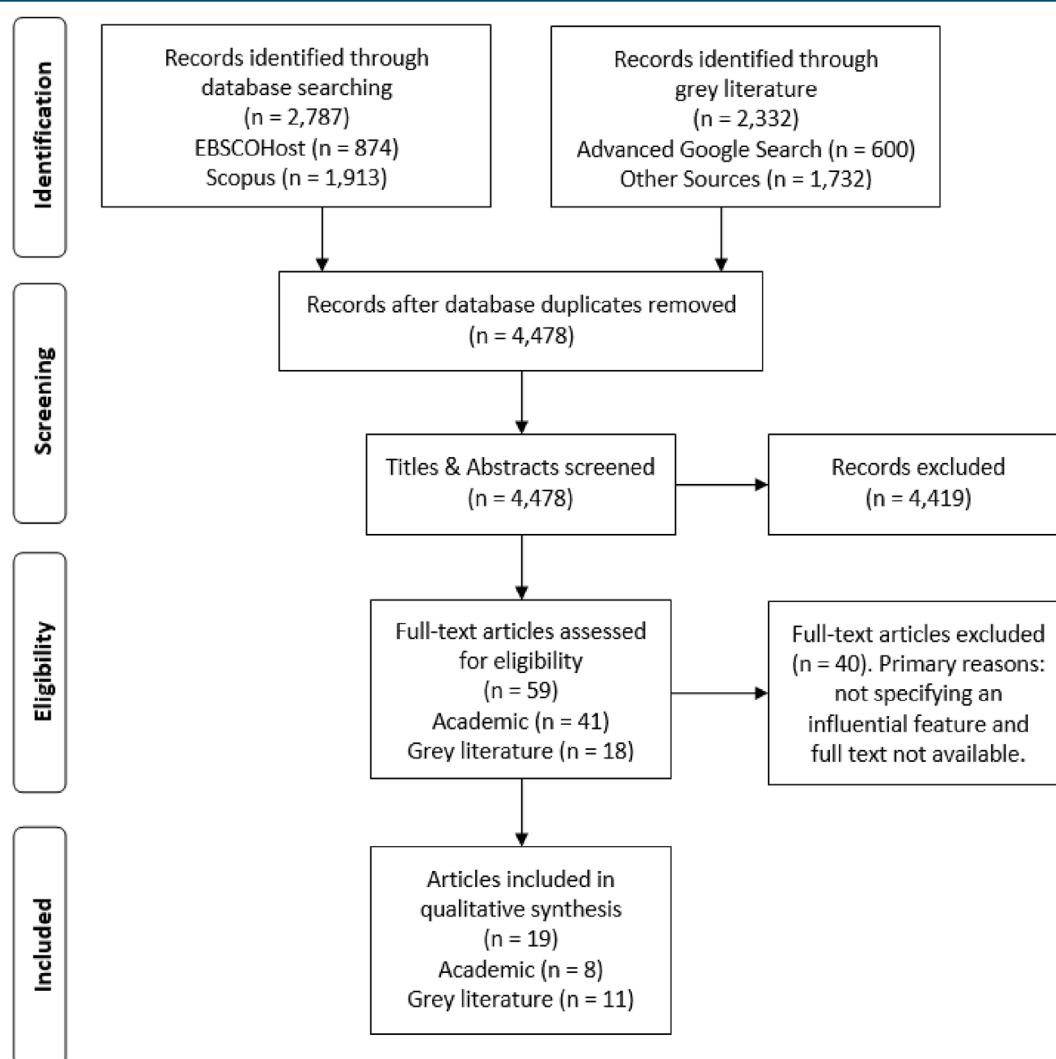 Identification
Records identified through
database searching
(n = 2,787)
EBSCOHost (n = 874)
Scopus (n = 1,913)
Records identified through
grey literature
(n = 2,332)
Advanced Google Search (n = 600)
Other Sources (n = 1,732)
Screening
Records after database duplicates removed
(n = 4,478)
Titles & Abstracts screened
(n = 4,478)
Records excluded
(n = 4,419)
Eligibility
Full-text articles assessed
for eligibility
(n = 59)
Academic (n = 41)
Grey literature (n = 18)
Full-text articles excluded
(n = 40). Primary reasons:
not specifying an
influential feature and
full text not available.
Included
Articles included in
qualitative synthesis
(n = 19)
Academic (n = 8)
Grey literature (n = 11)